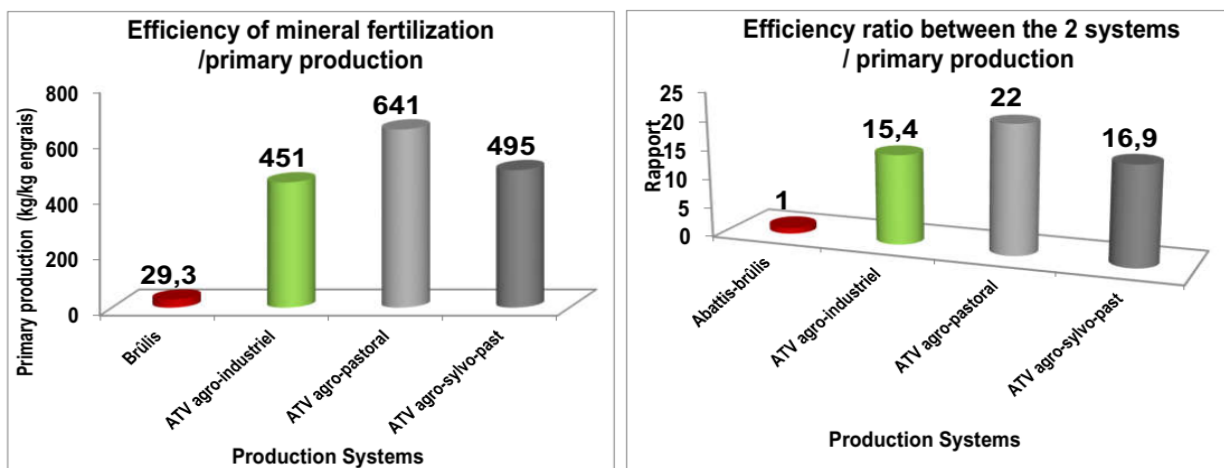 Efficiency of mineral fertilization
/primary production
Primary production (kg/kg engrais)
800
600
400
200
0
29,3
451
641
495
Brûlis
ATV agro-industriel
ATV agro-pastoral
ATV agro-sylvo-past
Production Systems
Efficiency ratio between the 2 systems
/ primary production
Rapport
25
20
15
10
5
0
1
15,4
22
16,9
Abattis-brûlis
ATV agro-industriel
ATV agro-pastoral
ATV agro-sylvo-past
Production Systems